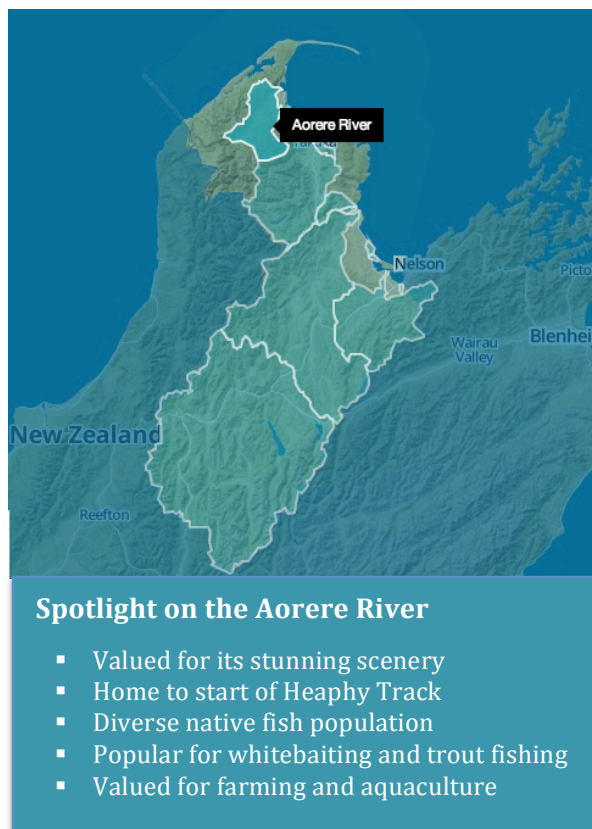 Aorere River
Nelson
Picto
Wairau
Valley
Blenhei
New Zealand
Reefton
Spotlight on the Aorere River
▪ Valued for its stunning scenery
▪ Home to start of Heaphy Track
▪ Diverse native fish population
▪ Popular for whitebaiting and trout fishing
▪ Valued for farming and aquaculture